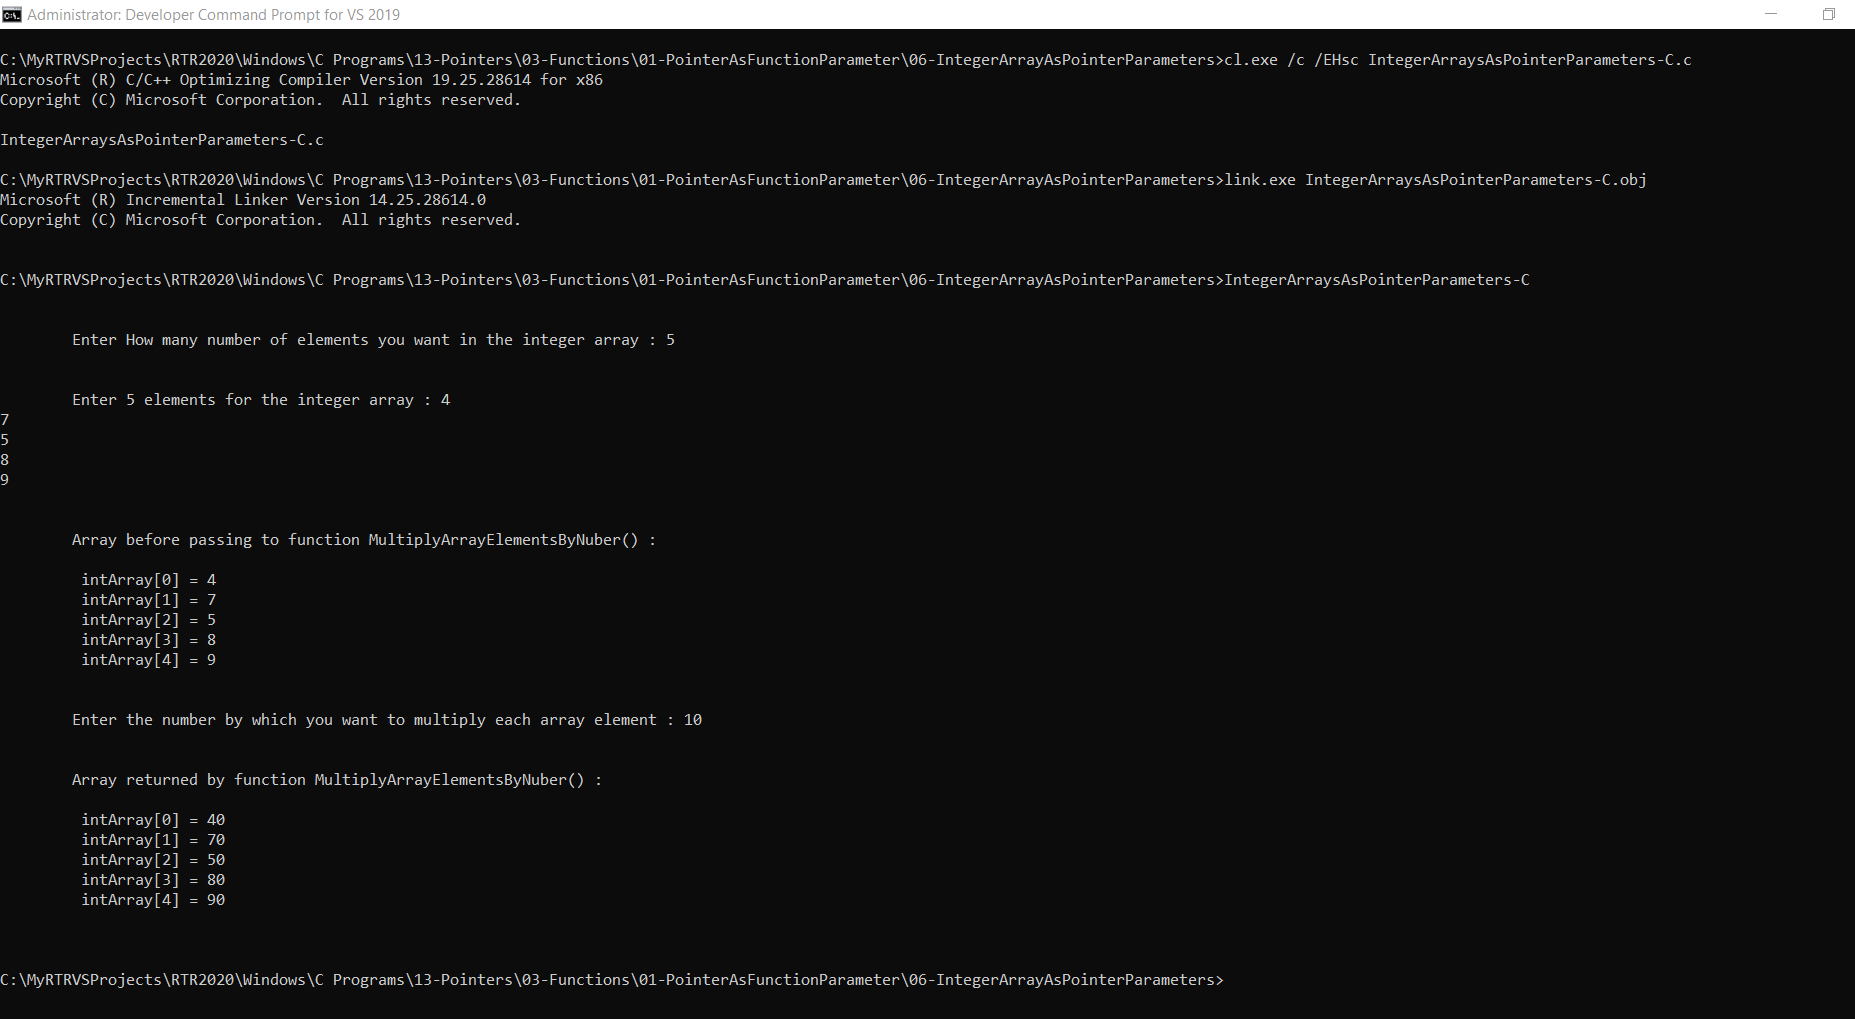 Administrator: Developer Command Prompt for VS 2019
C:\MyRTRVSProjects\RTR2020\Windows\C Programs\13-Pointers\03-Functions\01-PointerAsFunctionParameter\06-IntegerArrayAsPointerParameters>cl.exe /c /EHsc IntegerArraysAsPointerParameters-C.c
Microsoft (R) C/C++ Optimizing Compiler Version 19.25.28614 for x86
Copyright (C) Microsoft Corporation.  All rights reserved.
IntegerArraysAsPointerParameters-C.c
C:\MyRTRVSProjects\RTR2020\Windows\C Programs\13-Pointers\03-Functions\01-PointerAsFunctionParameter\06-IntegerArrayAsPointerParameters>link.exe IntegerArraysAsPointerParameters-C.obj
Microsoft (R) Incremental Linker Version 14.25.28614.0
Copyright (C) Microsoft Corporation.  All rights reserved.
C:\MyRTRVSProjects\RTR2020\Windows\C Programs\13-Pointers\03-Functions\01-PointerAsFunctionParameter\06-IntegerArrayAsPointerParameters>IntegerArraysAsPointerParameters-C
Enter How many number of elements you want in the integer array : 5
Enter 5 elements for the integer array : 4
7
5
8
9
Array before passing to function MultiplyArrayElementsByNuber() :
intArray[0] = 4
intArray[1] = 7
intArray[2] = 5
intArray[3] = 8
intArray[4] = 9
Enter the number by which you want to multiply each array element : 10
Array returned by function MultiplyArrayElementsByNuber() :
intArray[0] = 40
intArray[1] = 70
intArray[2] = 50
intArray[3] = 80
intArray[4] = 90
C:\MyRTRVSProjects\RTR2020\Windows\C Programs\13-Pointers\03-Functions\01-PointerAsFunctionParameter\06-IntegerArrayAsPointerParameters>